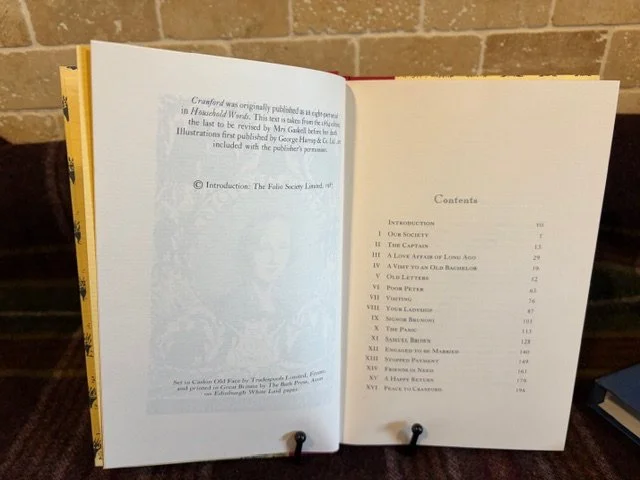 Cranford was originally published as an eight-part serial
in Household Words. This text is taken from the 1864 edition,
the last to be revised by Mrs Gaskell before her death.
Illustrations first published by George Harrap & Co. Ltd, are
included with the publisher's permission.
© Introduction: The Folio Society Limited,
Set in Caslon Old Face by Tradespools Limited, Frome,
and printed in Great Britain by The Bath Press, Avon
on Edinburgh White Laid paper.
Contents
INTRODUCTION vii
I OUR SOCIETY 1
II THE CAPTAIN 13
III A LOVE AFFAIR OF LONG AGO 29
IV A VISIT TO AN OLD BACHELOR
V OLD LETTERS
VI POOR PETER 63
VII VISITING 76
VIII YOUR LADYSHIP 87
IX SIGNOR BRUNONI 101
X THE PANIC 113
XI SAMUEL BROWN 128
XII ENGAGED TO BE MARRIED 140
XIII STOPPED PAYMENT 149
XIV FRIENDS IN NEED 161
XV A HAPPY RETURN 178
XVI PEACE TO CRANFORD